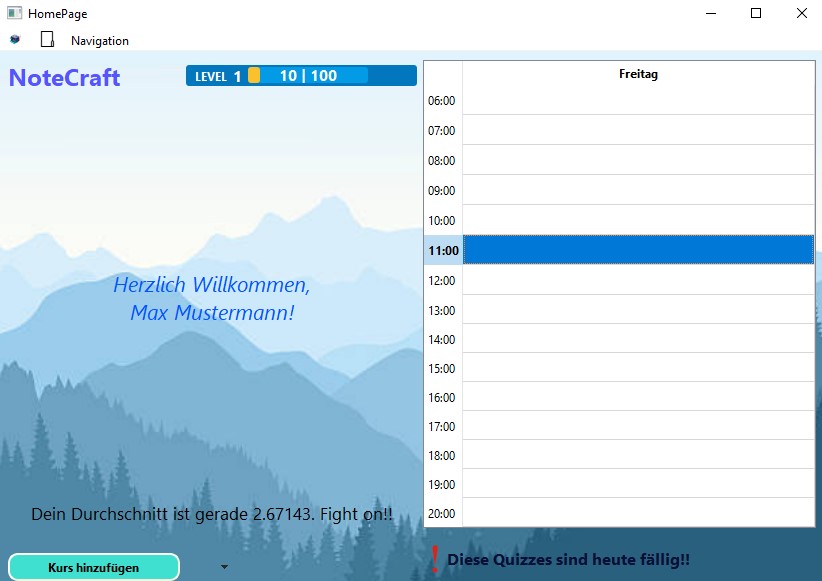 HomePage
Navigation
NoteCraft
LEVEL 1 10 | 100
Herzlich Willkommen,
Max Mustermann!
Dein Durchschnitt ist gerade 2.67143. Fight on!!
Kurs hinzufügen
Freitag
06:00
07:00
08:00
09:00
10:00
11:00
12:00
13:00
14:00
15:00
16:00
17:00
18:00
19:00
20:00
❗ Diese Quizzes sind heute fällig!!